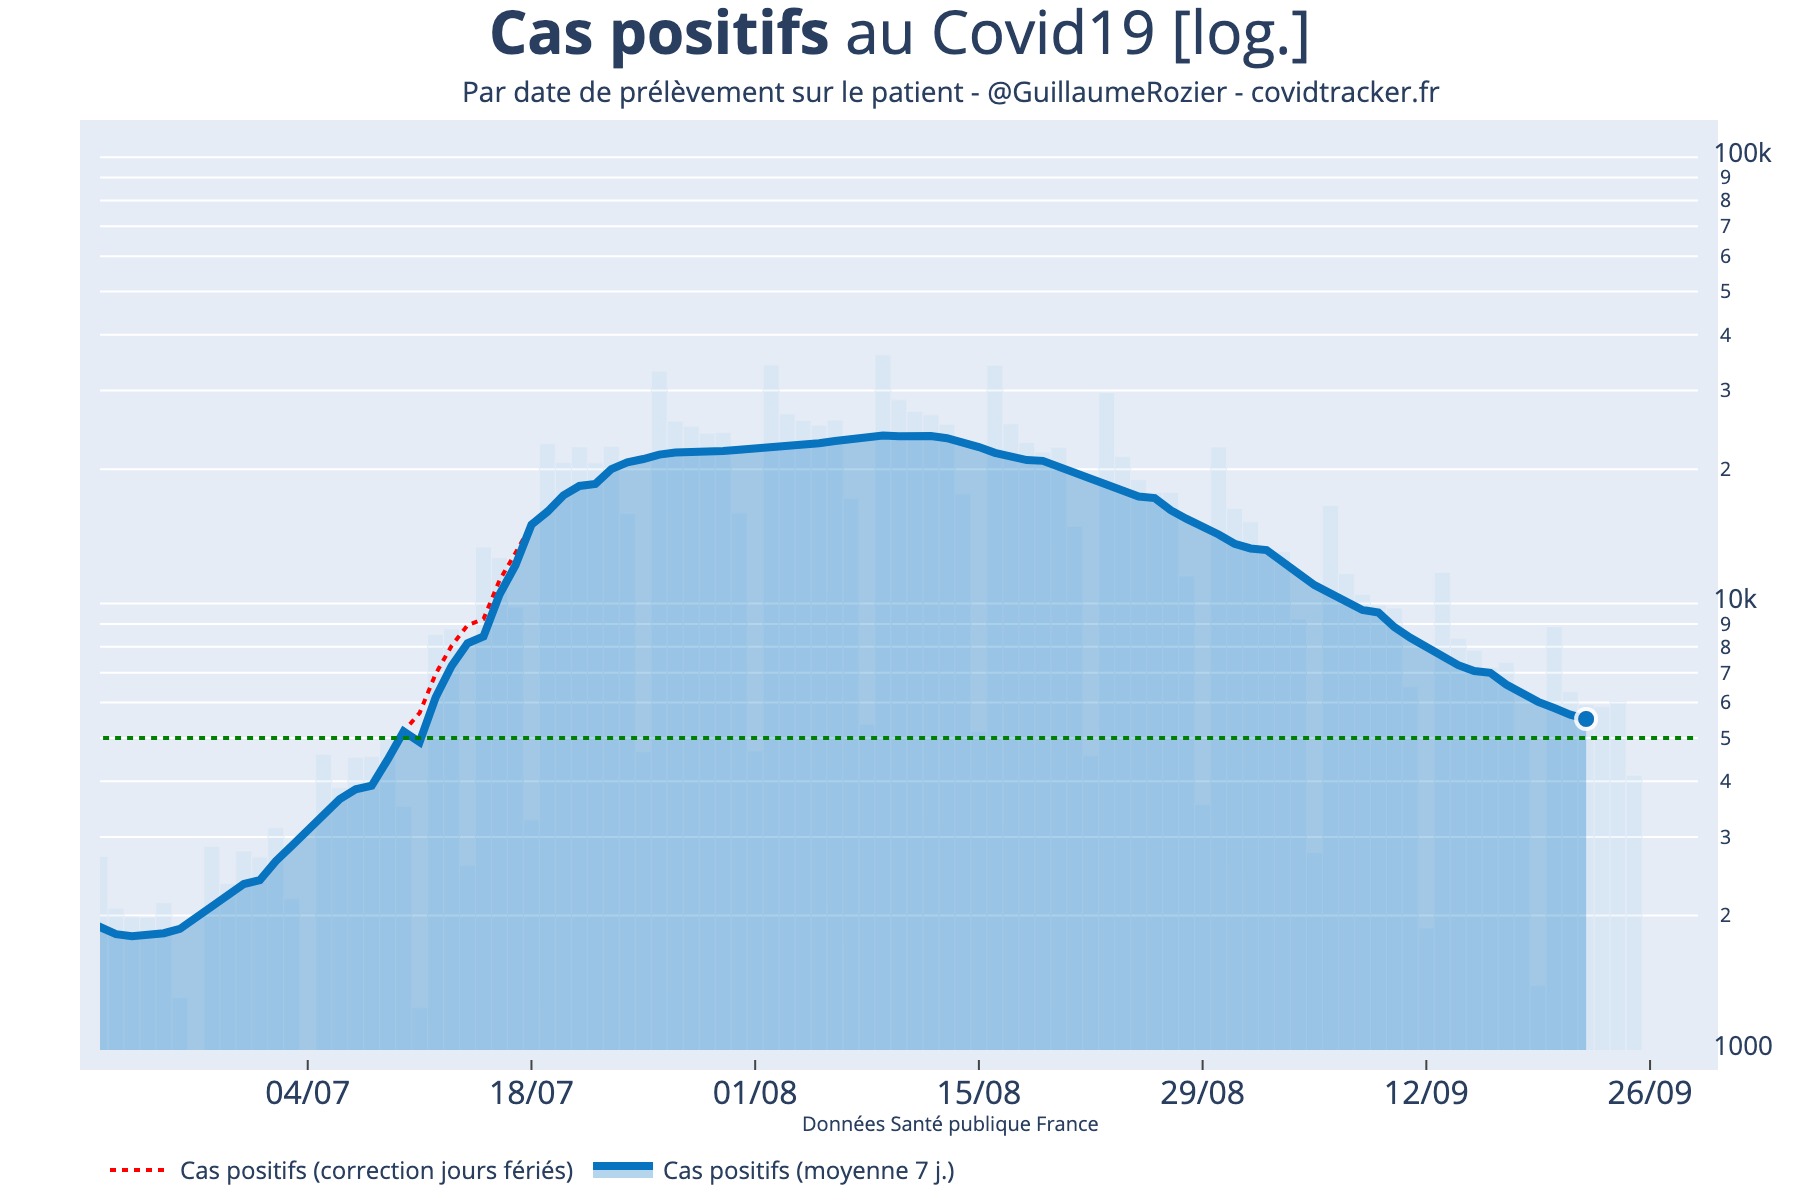 Cas positifs au Covid19 [log.]
Par date de prélèvement sur le patient - @GuillaumeRozier - covidtracker.fr
100k
9
8
7
6
5
4
3
2
10k
9
8
7
6
5
4
3
2
1000
04/07 18/07 01/08 15/08 29/08 12/09 26/09
Données Santé publique France
Cas positifs (correction jours fériés) Cas positifs (moyenne 7 j.)